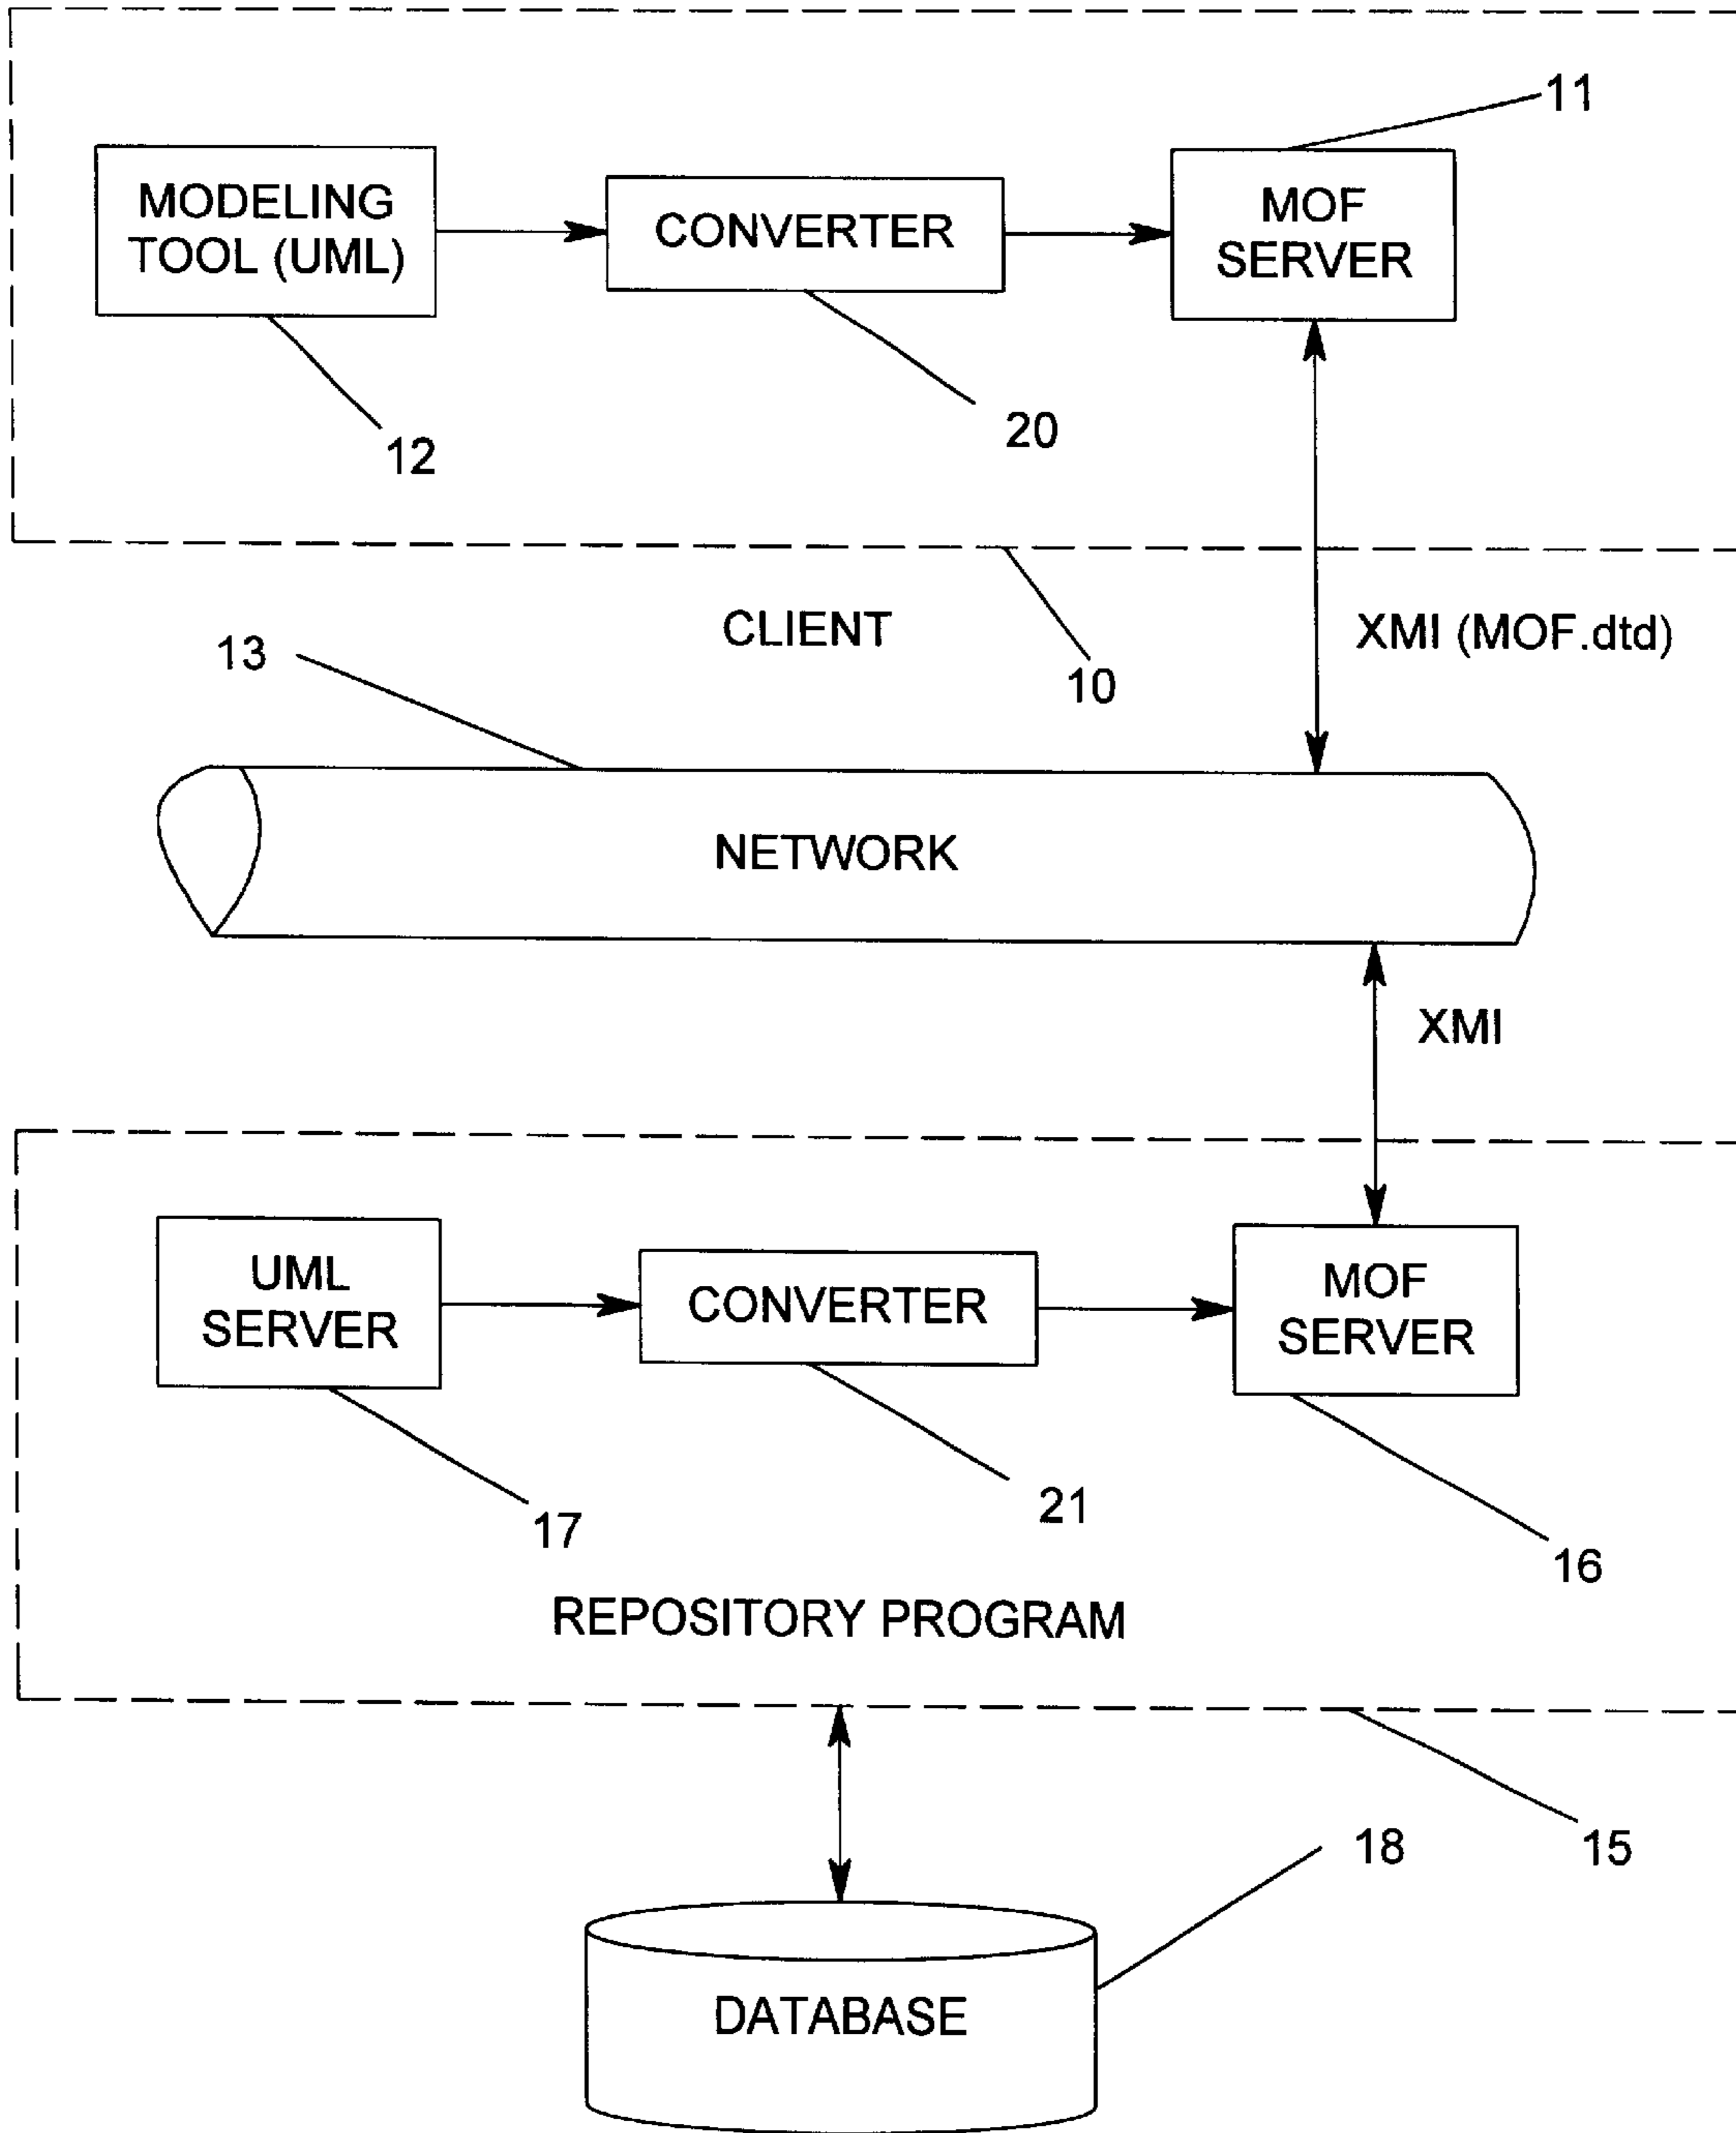 11
MODELING
TOOL (UML)
CONVERTER
MOF
SERVER
12
20
CLIENT
10
XMI (MOF.dtd)
13
NETWORK
XMI
UML
SERVER
CONVERTER
MOF
SERVER
17
21
16
REPOSITORY PROGRAM
15
18
DATABASE